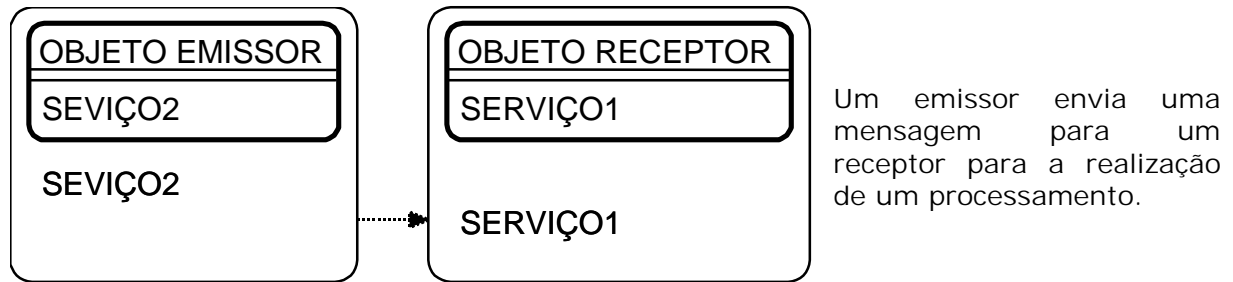 OBJETO EMISSOR
SEVIÇO2
SEVIÇO2
OBJETO RECEPTOR
SERVIÇO1
SERVIÇO1
Um emissor envia uma
mensagem para um
receptor para a realização
de um processamento.